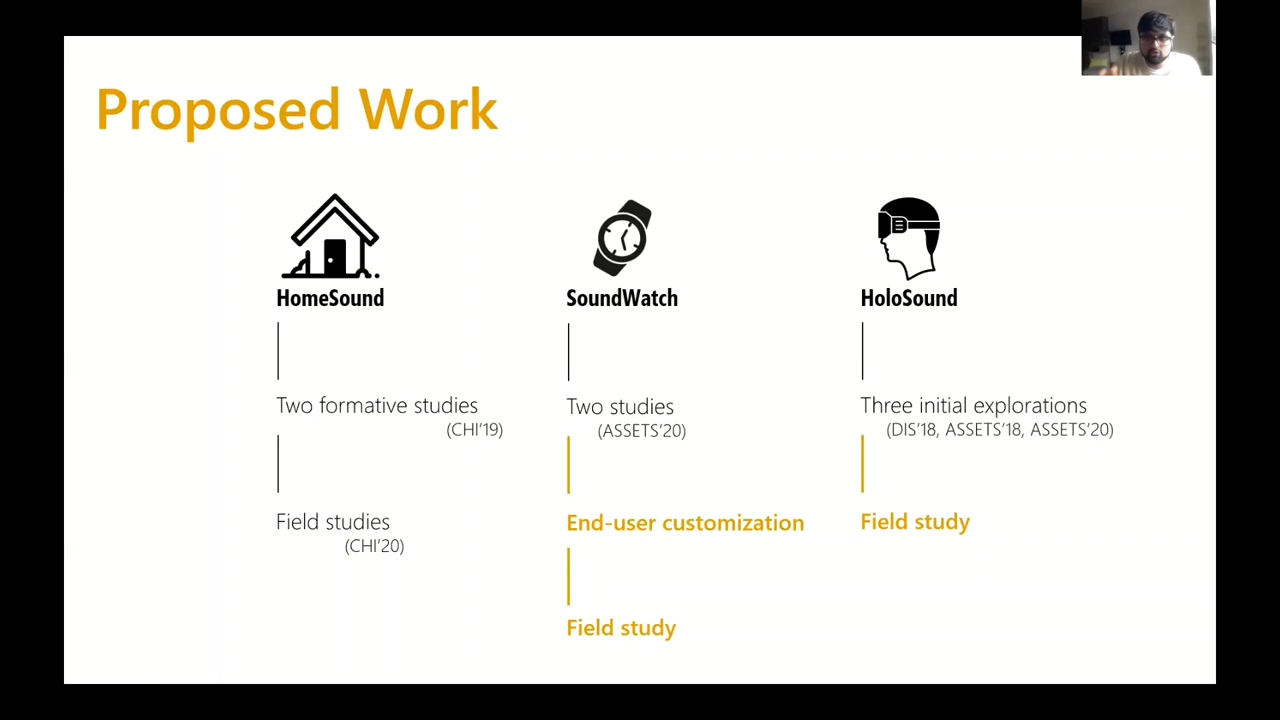 Proposed Work
HomeSound
SoundWatch
HoloSound
Two formative studies
(CHI'19)
Two studies
(ASSETS'20)
Three initial explorations
(DIS'18, ASSETS'18, ASSETS'20)
Field studies
(CHI'20)
End-user customization
Field study
Field study